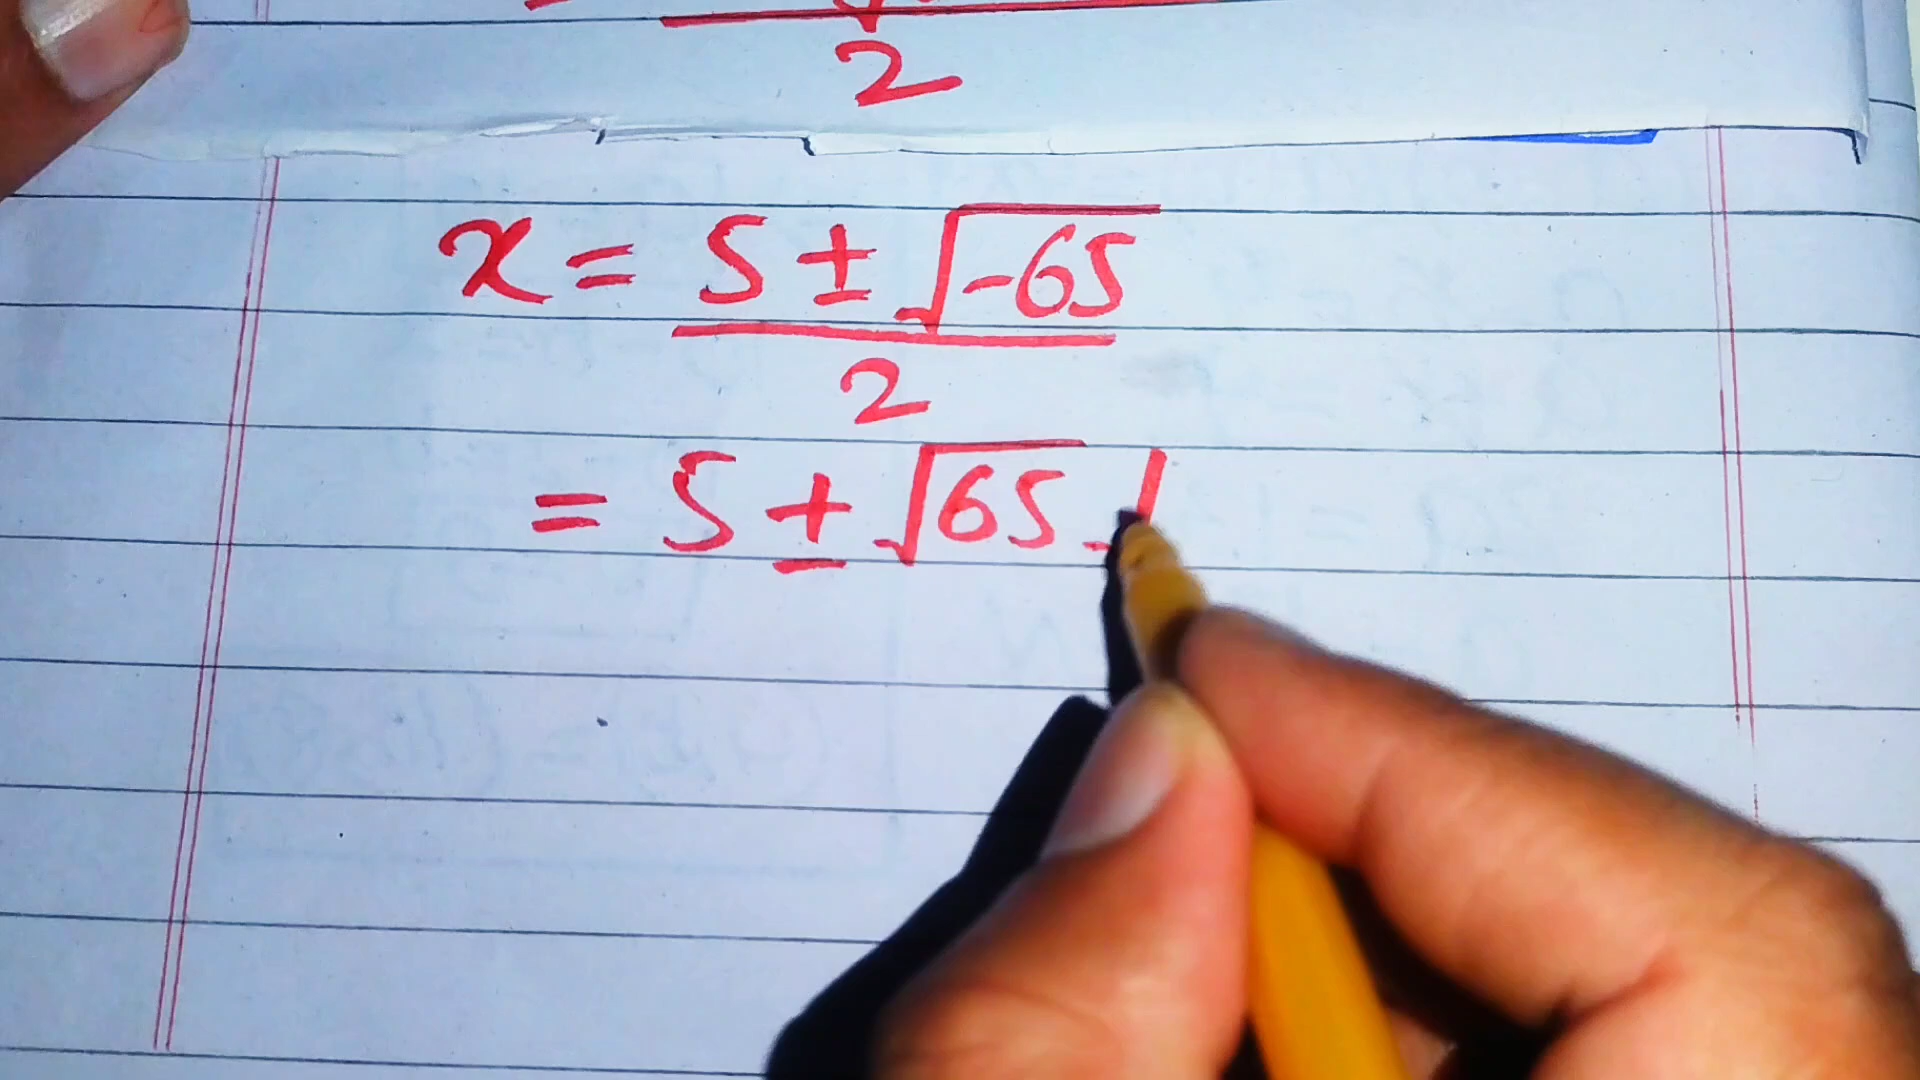 2
x = 5 ± √-65
2
= 5 ± √65 √